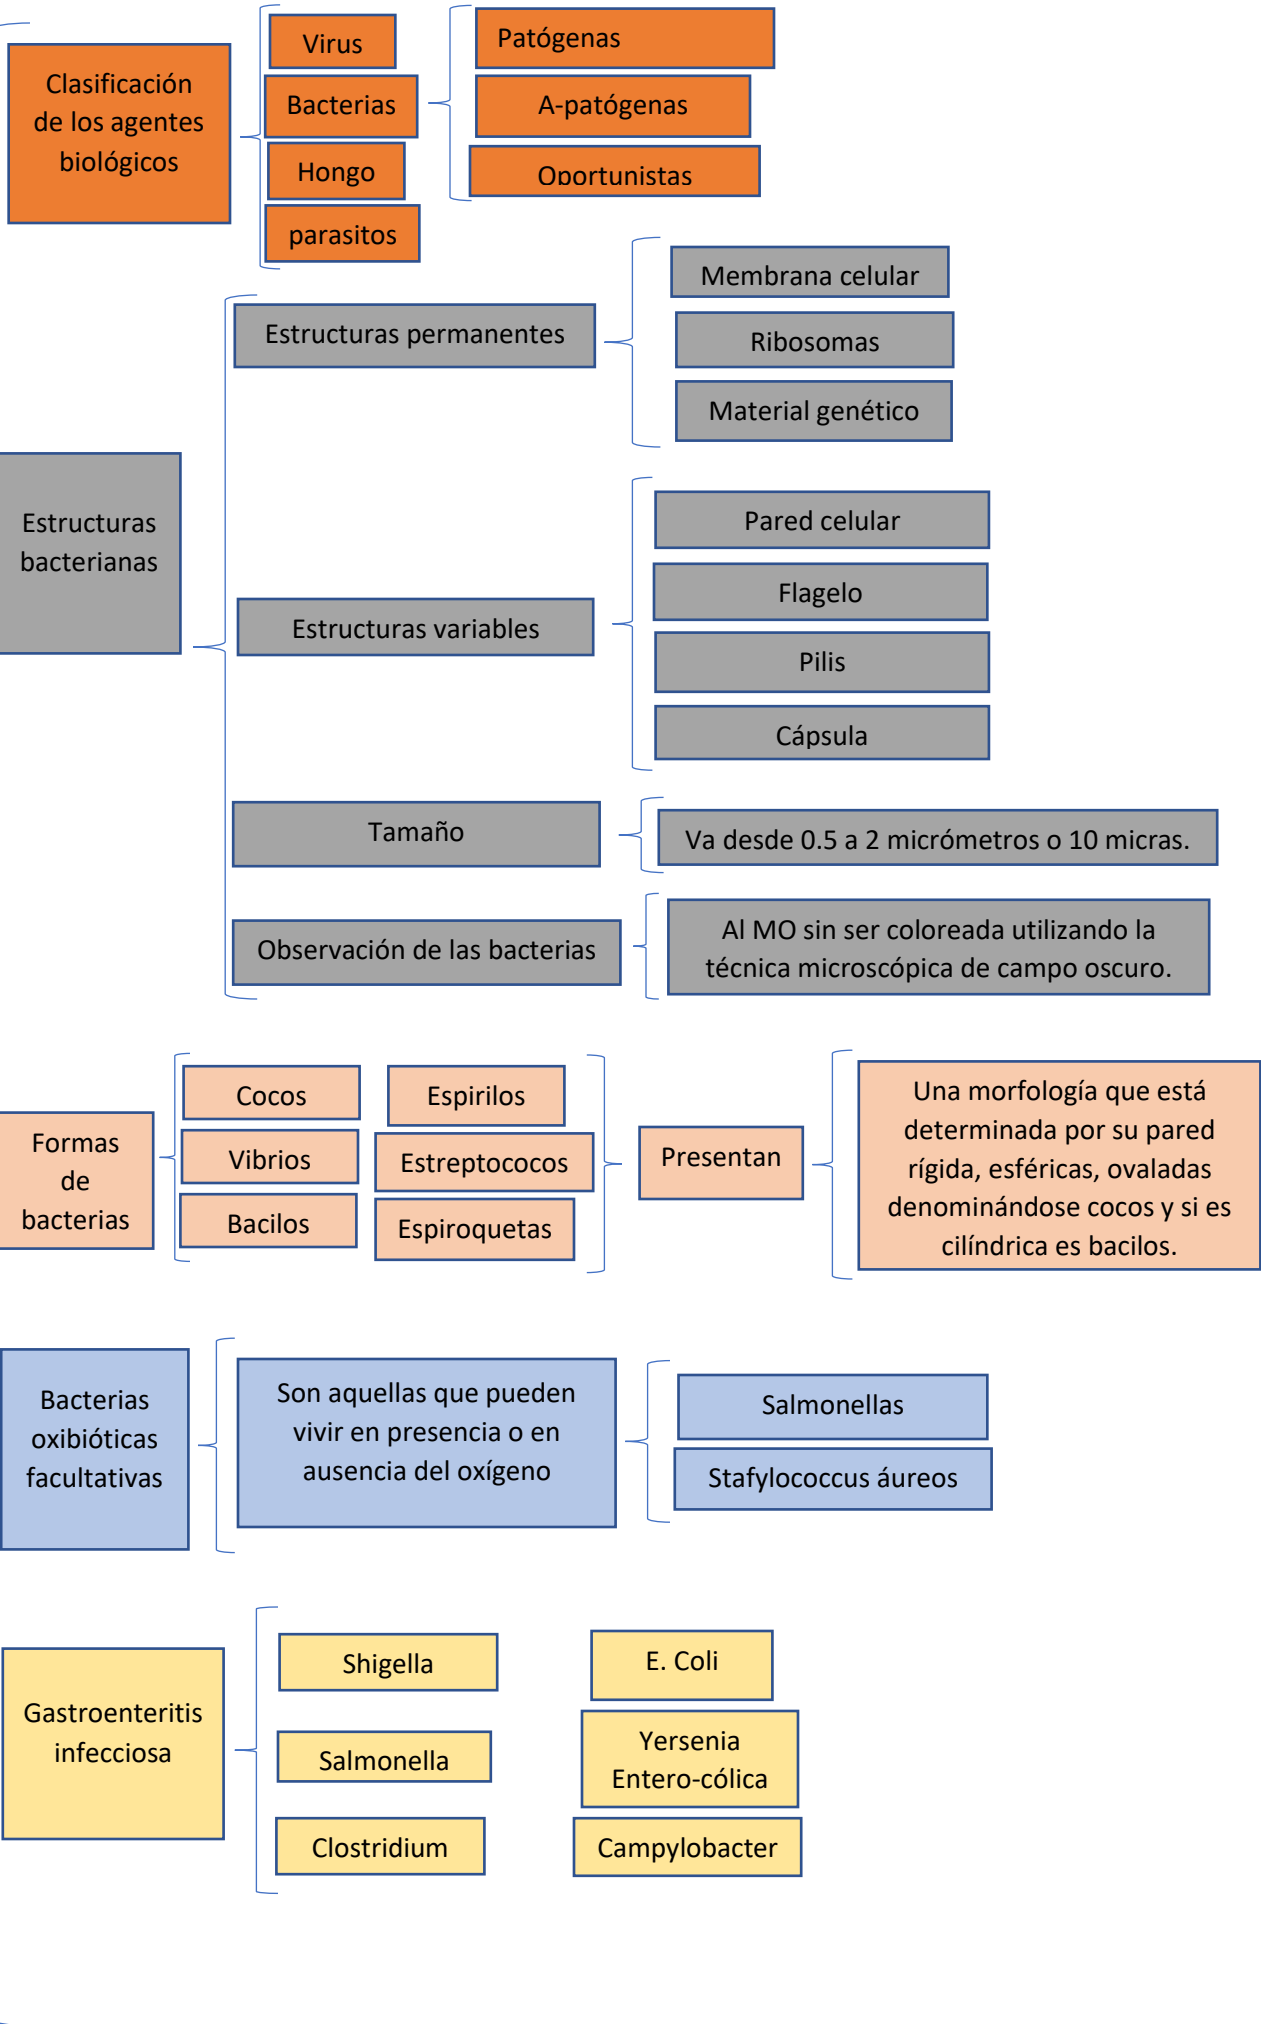 Clasificación
de los agentes
biológicos
Virus
Bacterias
Hongo
parasitos
Patógenas
A-patógenas
Oportunistas
Estructuras
bacterianas
Estructuras permanentes
Membrana celular
Ribosomas
Material genético
Estructuras variables
Pared celular
Flagelo
Pilis
Cápsula
Tamaño
Va desde 0.5 a 2 micrómetros o 10 micras.
Observación de las bacterias
Al MO sin ser coloreada utilizando la
técnica microscópica de campo oscuro.
Formas
de
bacterias
Cocos
Vibrios
Bacilos
Espirilos
Estreptococos
Espiroquetas
Presentan
Una morfología que está
determinada por su pared
rígida, esféricas, ovaladas
denominándose cocos y si es
cilíndrica es bacilos.
Bacterias
oxibióticas
facultativas
Son aquellas que pueden
vivir en presencia o en
ausencia del oxígeno
Salmonellas
Stafylococcus áureos
Gastroenteritis
infecciosa
Shigella
Salmonella
Clostridium
E. Coli
Yersenia
Entero-cólica
Campylobacter